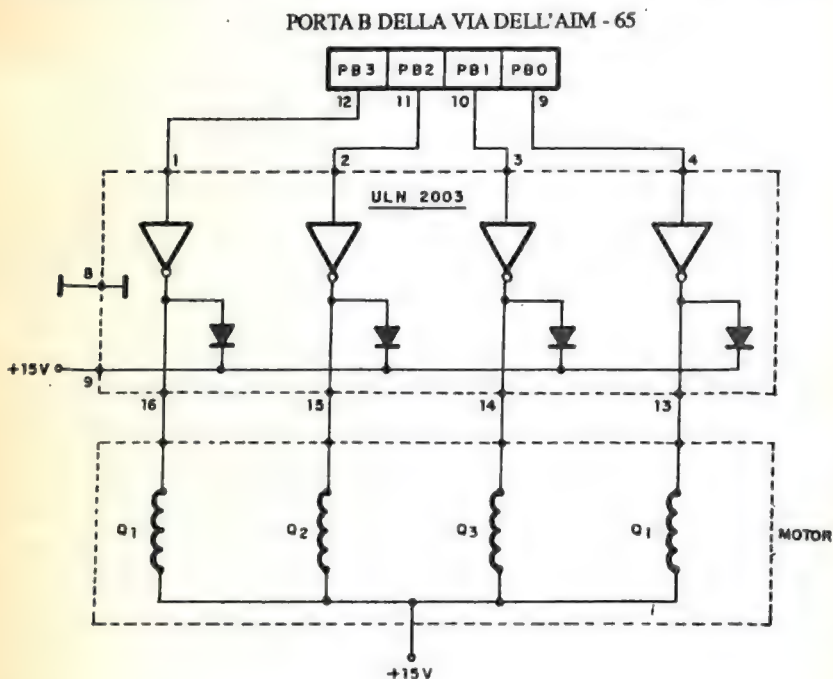 PORTA B DELLA VIA DELL'AIM - 65
PB3 PB2 PB1 PB0
12 11 10 9
1 2 3 4
ULN 2003
8
+15V
9
16 15 14 13
Q1 Q2 Q3 Q1
MOTOR
+15V